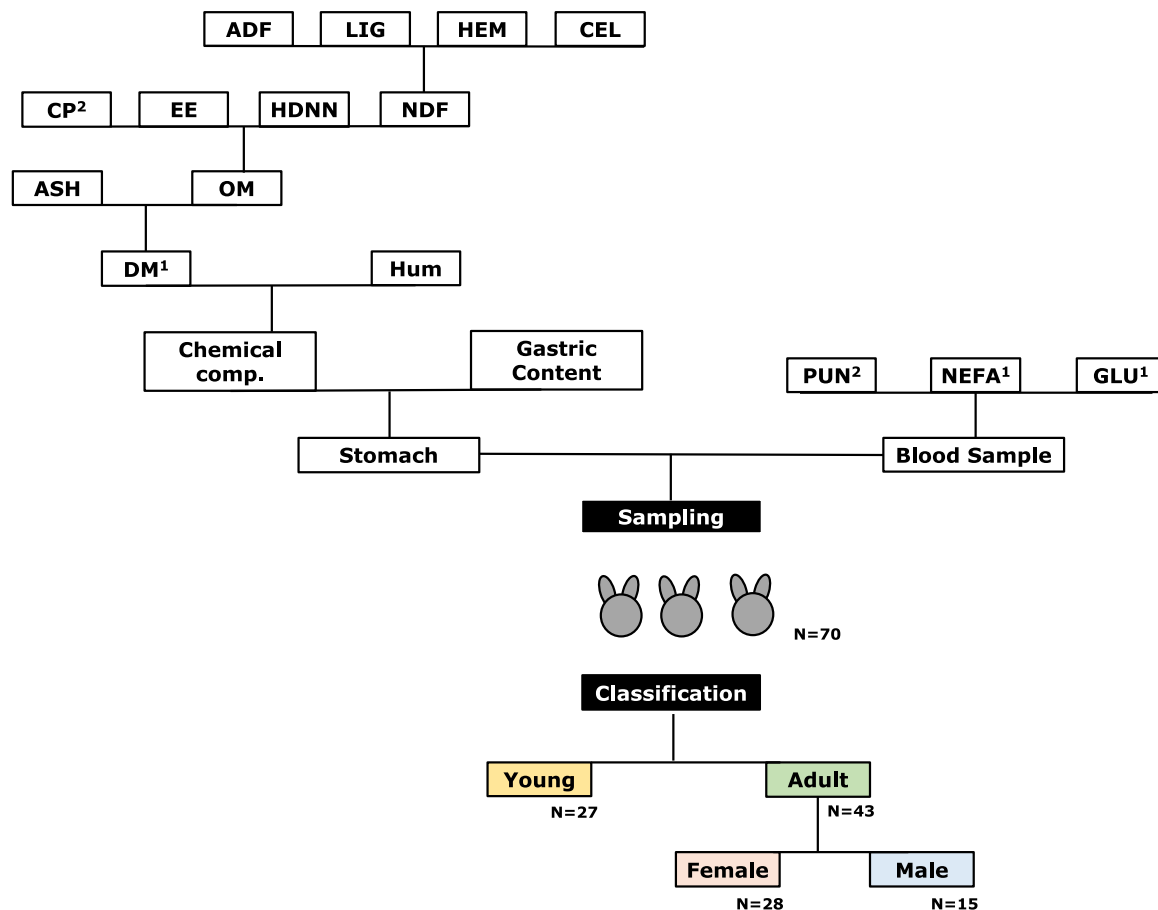 ADF LIG HEM CEL
CP² EE HDNN NDF
ASH OM
DM¹ Hum
Chemical
comp.
Gastric
Content
PUN² NEFA¹ GLU¹
Stomach Blood Sample
Sampling
N=70
Classification
Young Adult
N=27 N=43
Female Male
N=28 N=15